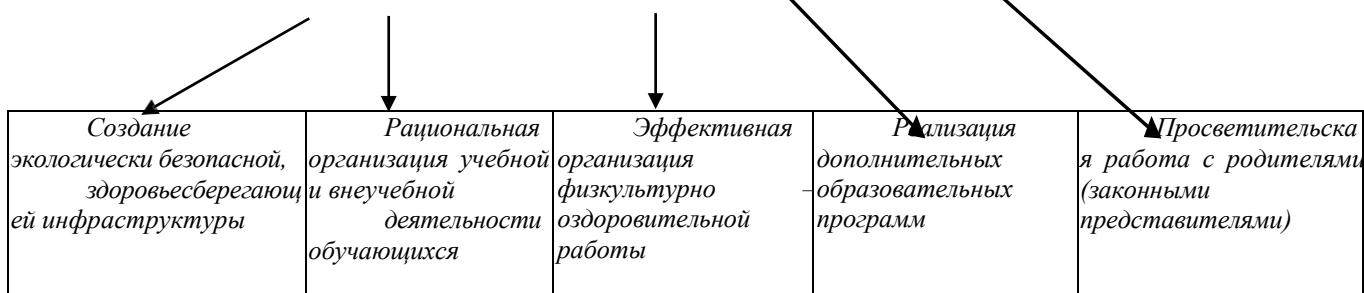 Создание
экологически безопасной,
здоровьесберегающ
ей инфраструктуры
Рациональная
организация учебной
и внеучебной
деятельности
обучающихся
Эффективная
организация
физкультурно –
оздоровительной
работы
Реализация
дополнительных
образовательных
программ
Просветительска
я работа с родителями
(законными
представителями)